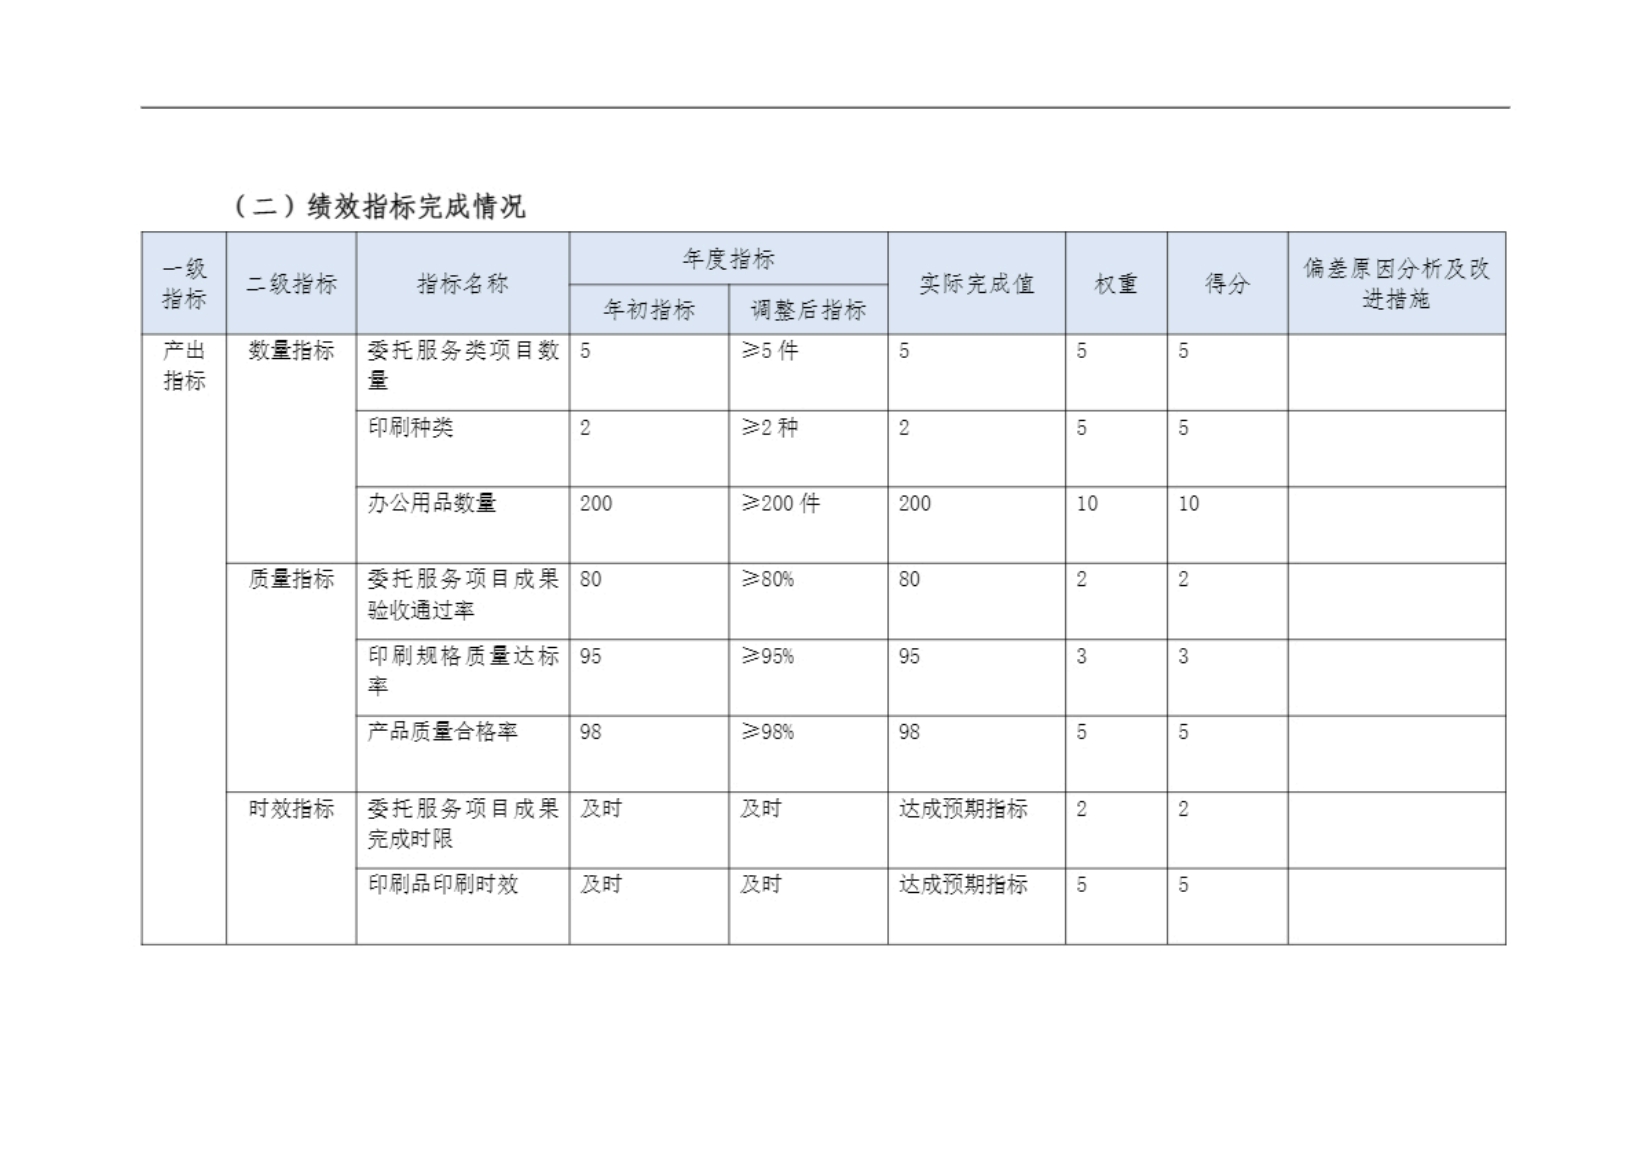 （二）绩效指标完成情况
一级
指标
二级指标
指标名称
年度指标
年初指标
调整后指标
实际完成值
权重
得分
偏差原因分析及改
进措施
产出
指标
数量指标
委托服务类项目数
量
5
≥5 件
5
5
5
印刷种类
2
≥2 种
2
5
5
办公用品数量
200
≥200 件
200
10
10
质量指标
委托服务项目成果
验收通过率
80
≥80%
80
2
2
印刷规格质量达标
率
95
≥95%
95
3
3
产品质量合格率
98
≥98%
98
5
5
时效指标
委托服务项目成果
完成时限
及时
及时
达成预期指标
2
2
印刷品印刷时效
及时
及时
达成预期指标
5
5